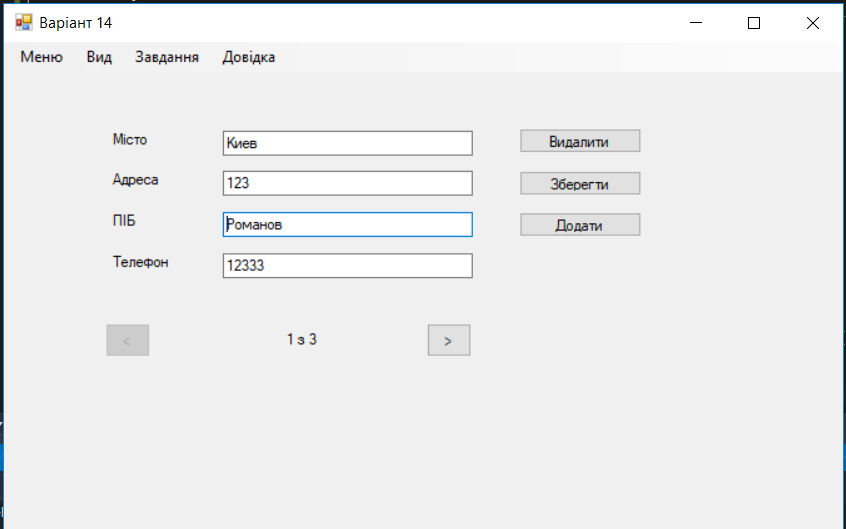 Варіант 14
Меню Вид Завдання Довідка
Місто Киев Видалити
Адреса 123 Зберегти
ПІБ Романов Додати
Телефон 12333
< 1 з 3 >